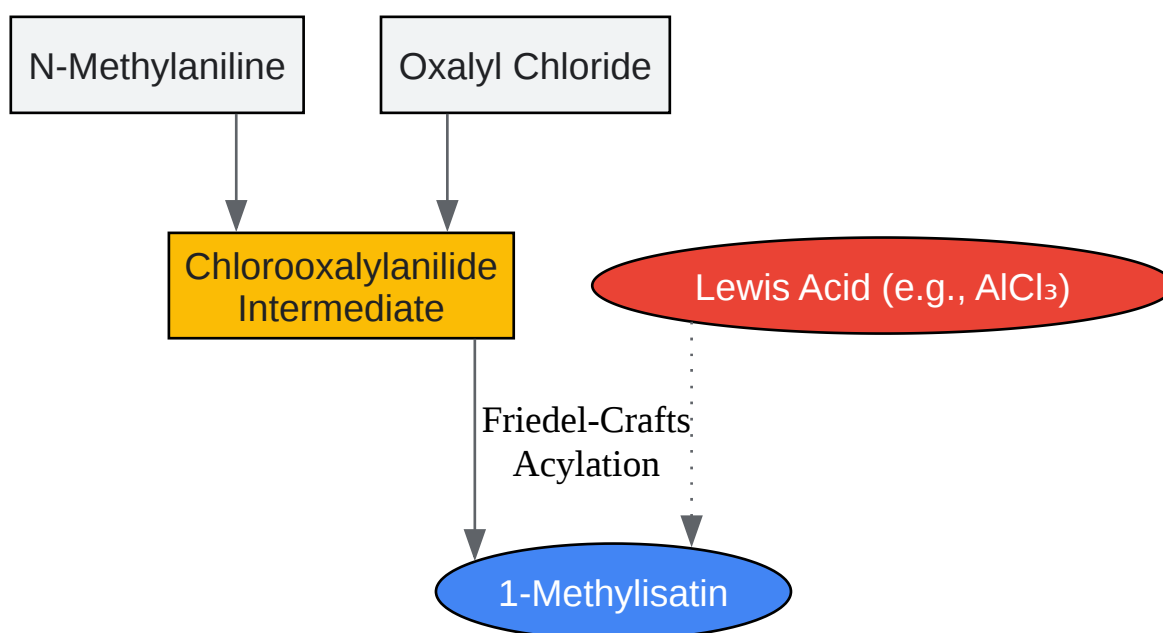 N-Methylaniline
Oxalyl Chloride
Chlorooxalylanilide
Intermediate
Lewis Acid (e.g., AlCl₃)
Friedel-Crafts
Acylation
1-Methylisatin